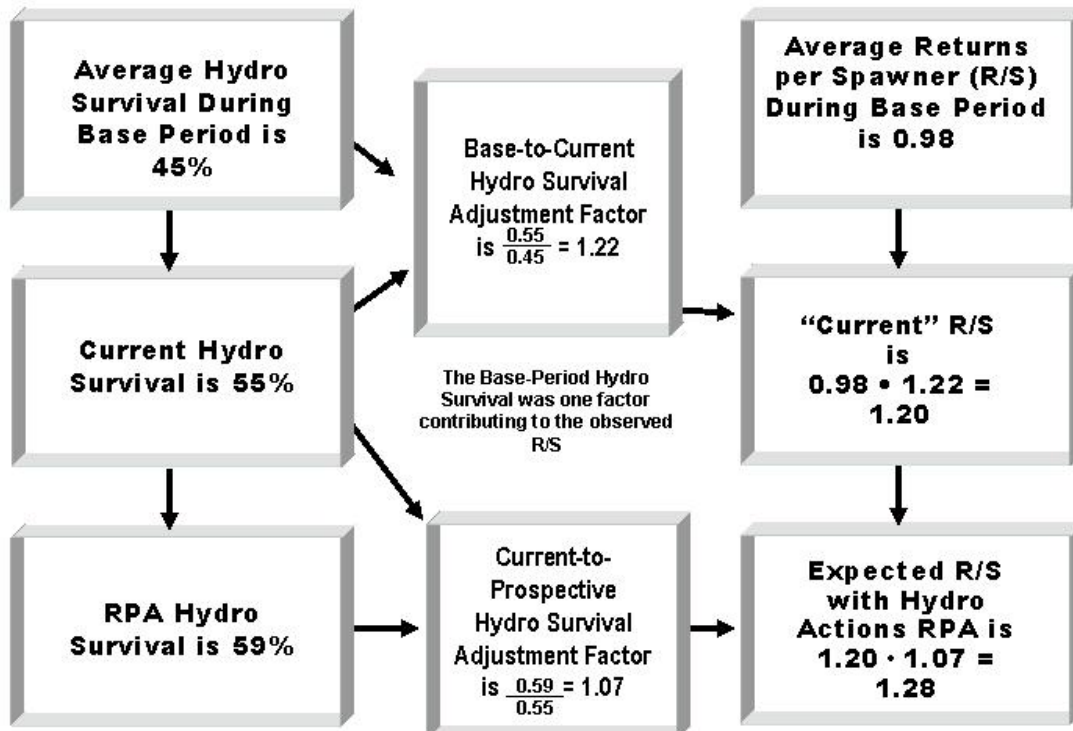 Average Hydro
Survival During
Base Period is
45%
Current Hydro
Survival is 55%
RPA Hydro
Survival is 59%
Base-to-Current
Hydro Survival
Adjustment Factor
is 0.55/0.45 = 1.22
The Base-Period Hydro
Survival was one factor
contributing to the observed
R/S
Current-to-
Prospective
Hydro Survival
Adjustment Factor
is 0.59/0.55 = 1.07
Average Returns
per Spawner (R/S)
During Base Period
is 0.98
“Current” R/S
is
0.98 • 1.22 =
1.20
Expected R/S
with Hydro
Actions RPA is
1.20 · 1.07 =
1.28